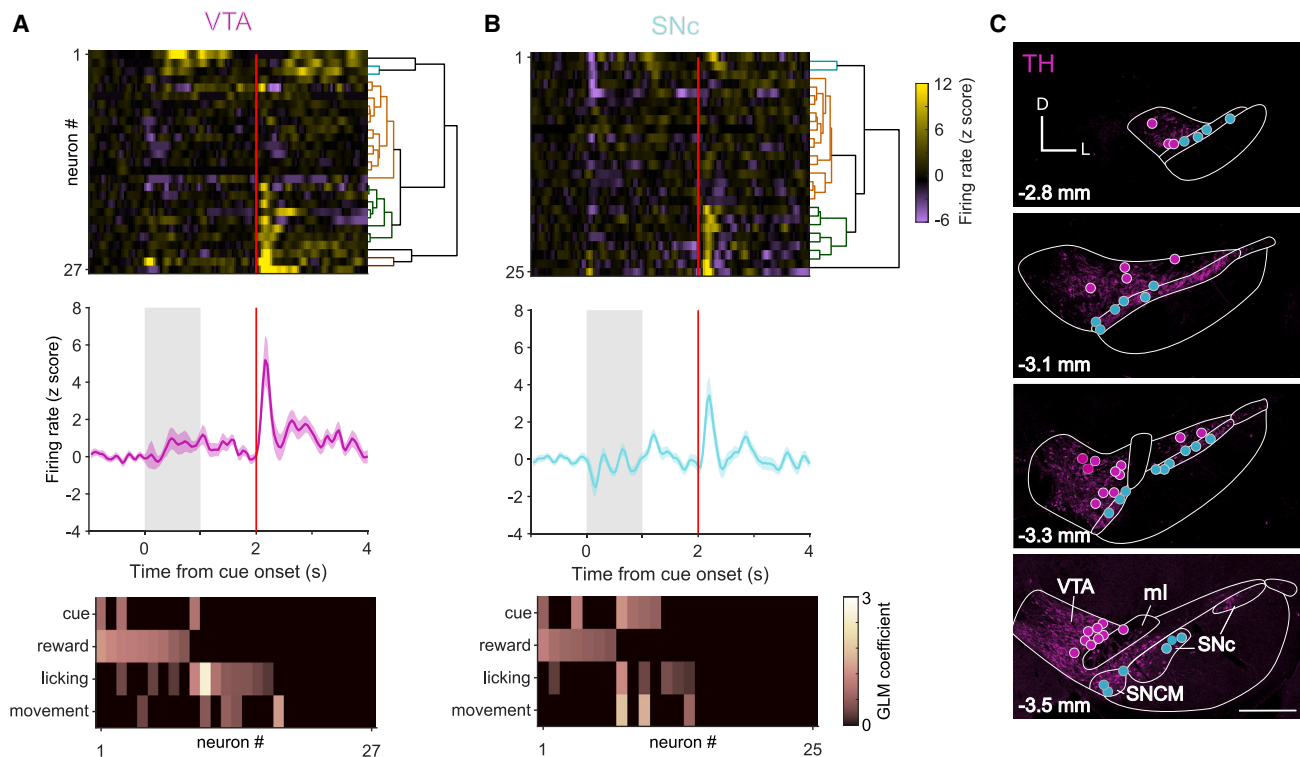 A
VTA
1
neuron #
27
8
6
4
2
0
-2
-4
Firing rate (z score)
0
2
4
Time from cue onset (s)
cue
reward
licking
movement
1
neuron #
27
B
SNc
1
25
12
6
0
-6
Firing rate (z score)
8
6
4
2
0
-2
-4
0
2
4
Time from cue onset (s)
cue
reward
licking
movement
1
neuron #
25
3
0
GLM coefficient
C
TH
D
L
-2.8 mm
-3.1 mm
-3.3 mm
VTA
ml
SNc
SNCM
-3.5 mm